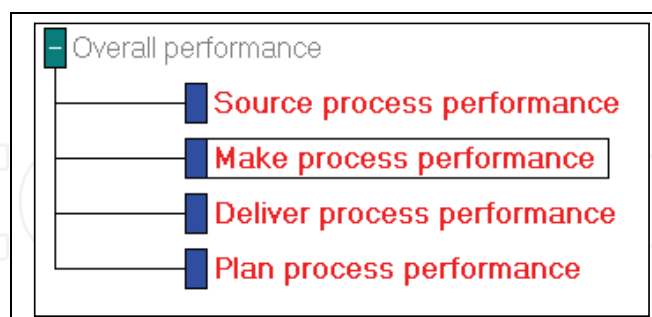 Overall performance
Source process performance
Make process performance
Deliver process performance
Plan process performance